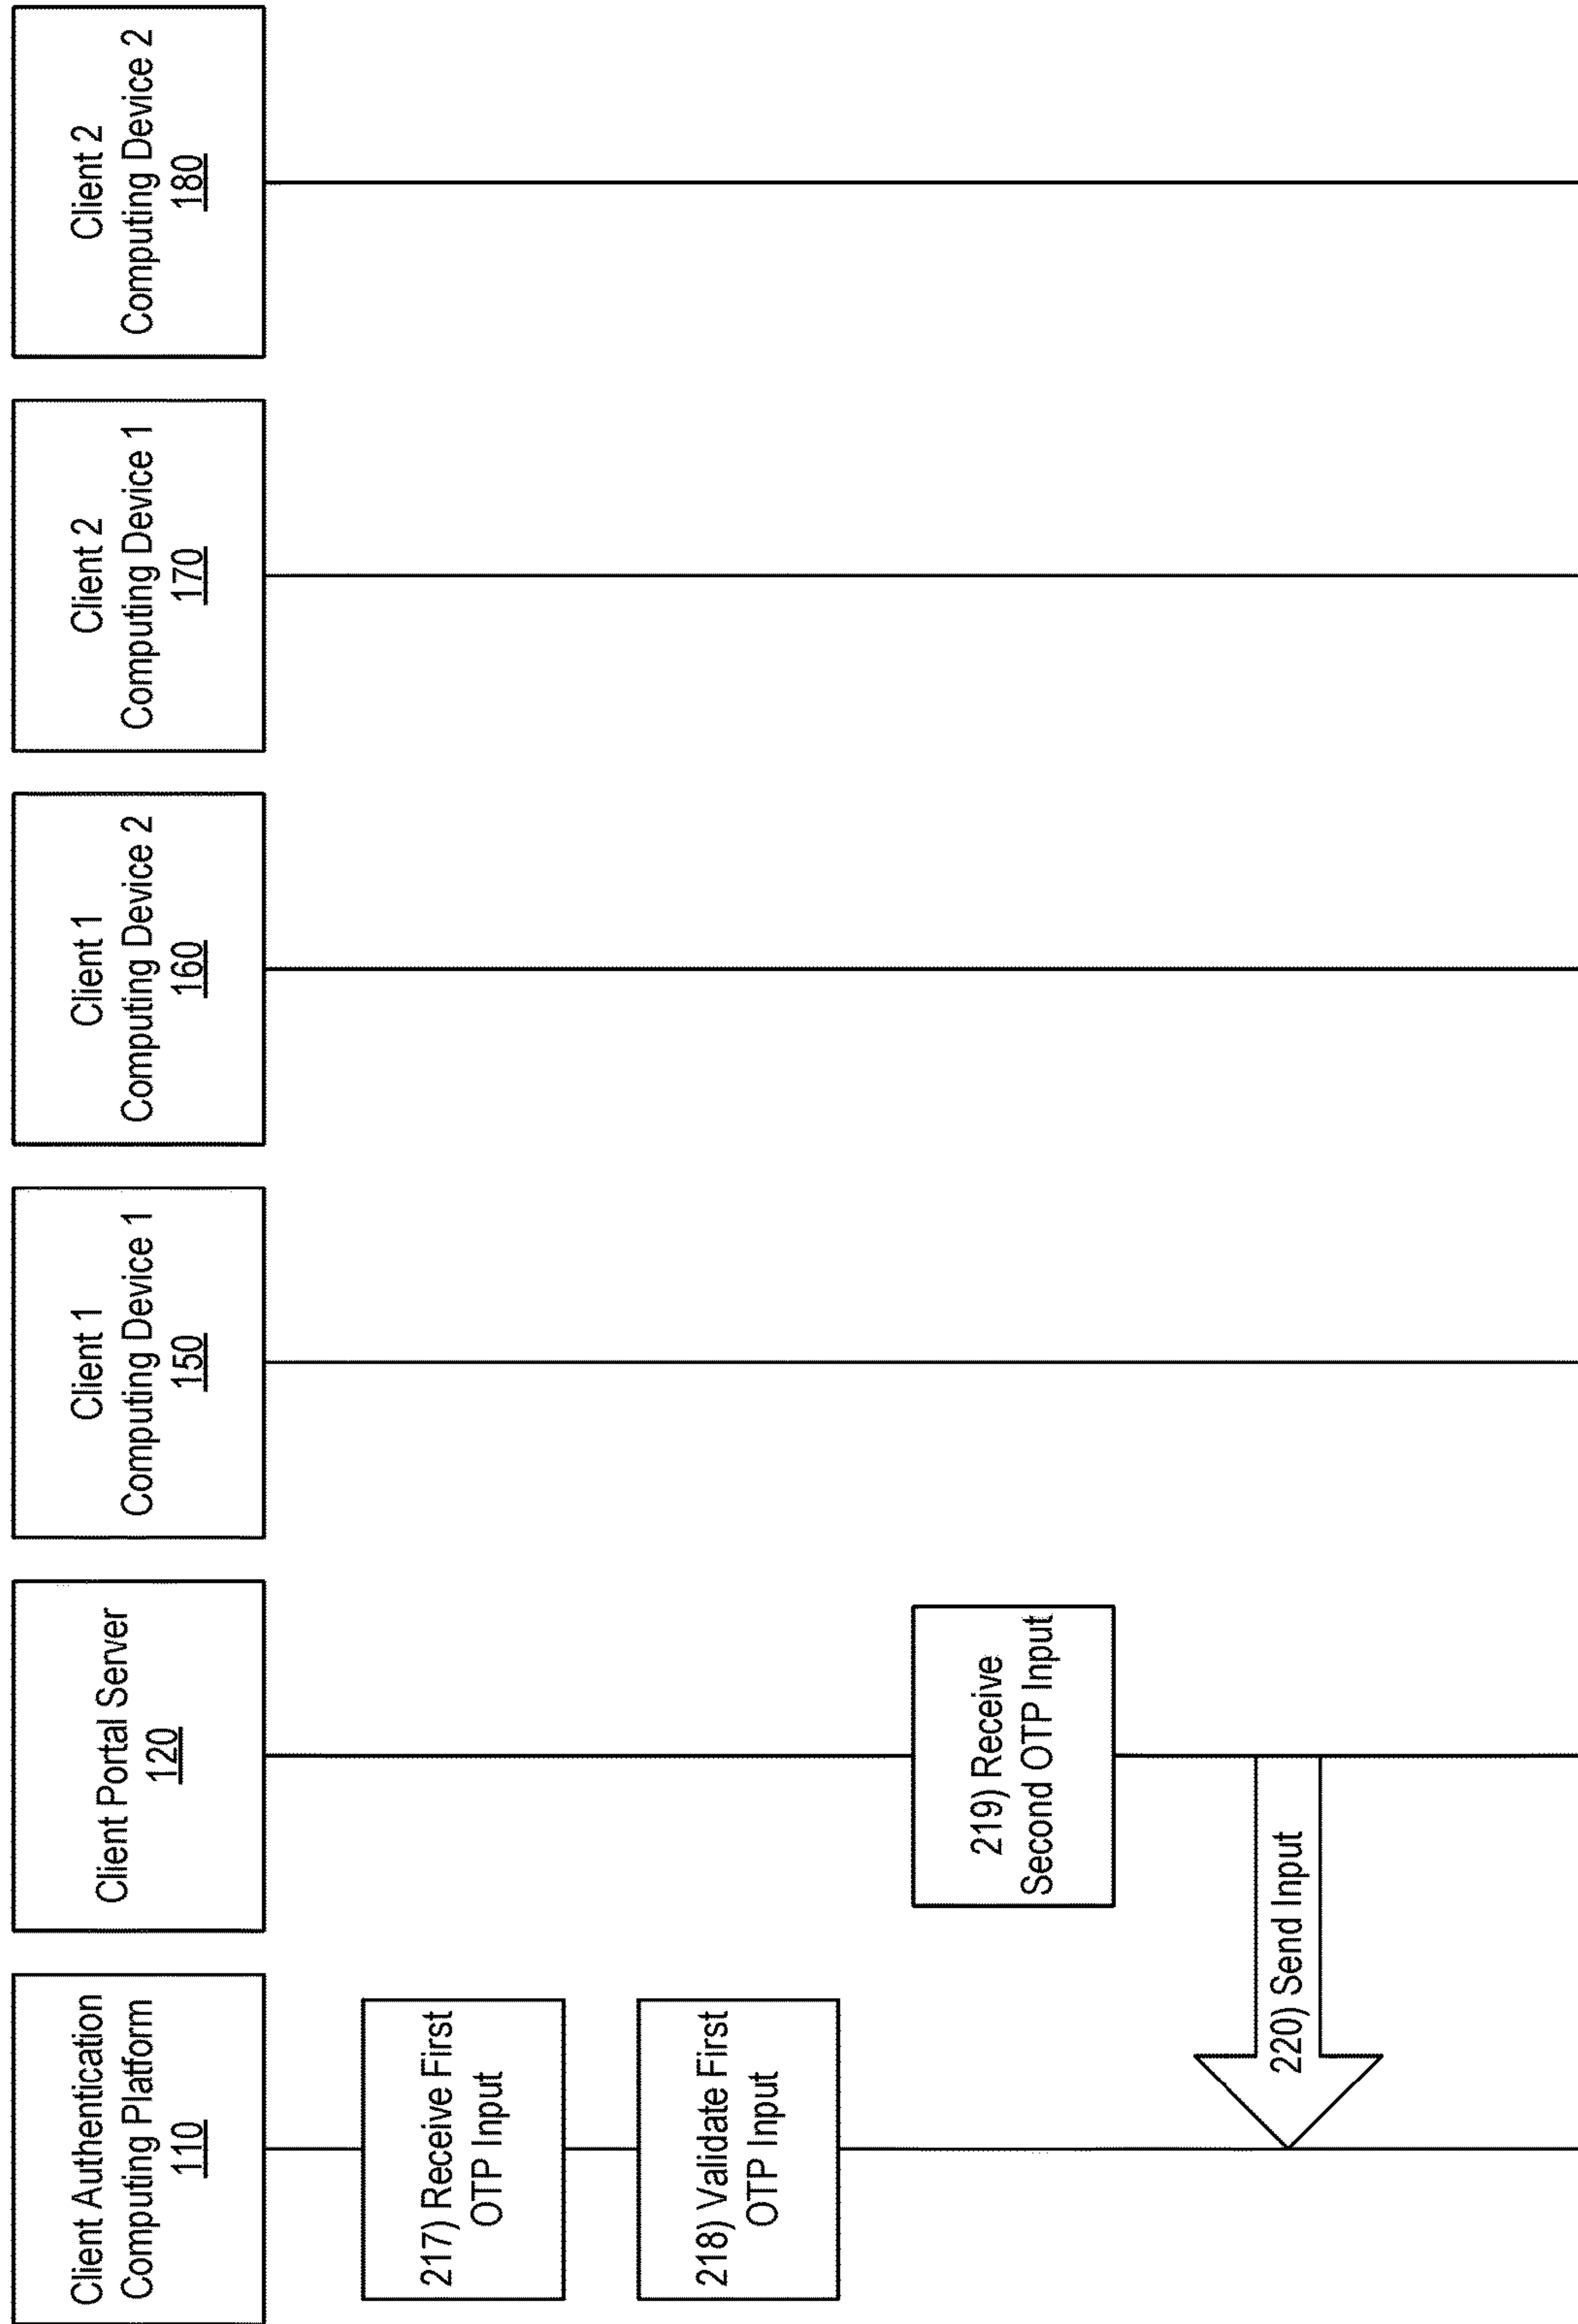 Client Authentication
Computing Platform
110
Client Portal Server
120
Client 1
Computing Device 1
150
Client 1
Computing Device 2
160
Client 2
Computing Device 1
170
Client 2
Computing Device 2
180
217) Receive First
OTP Input
218) Validate First
OTP Input
219) Receive
Second OTP Input
220) Send Input